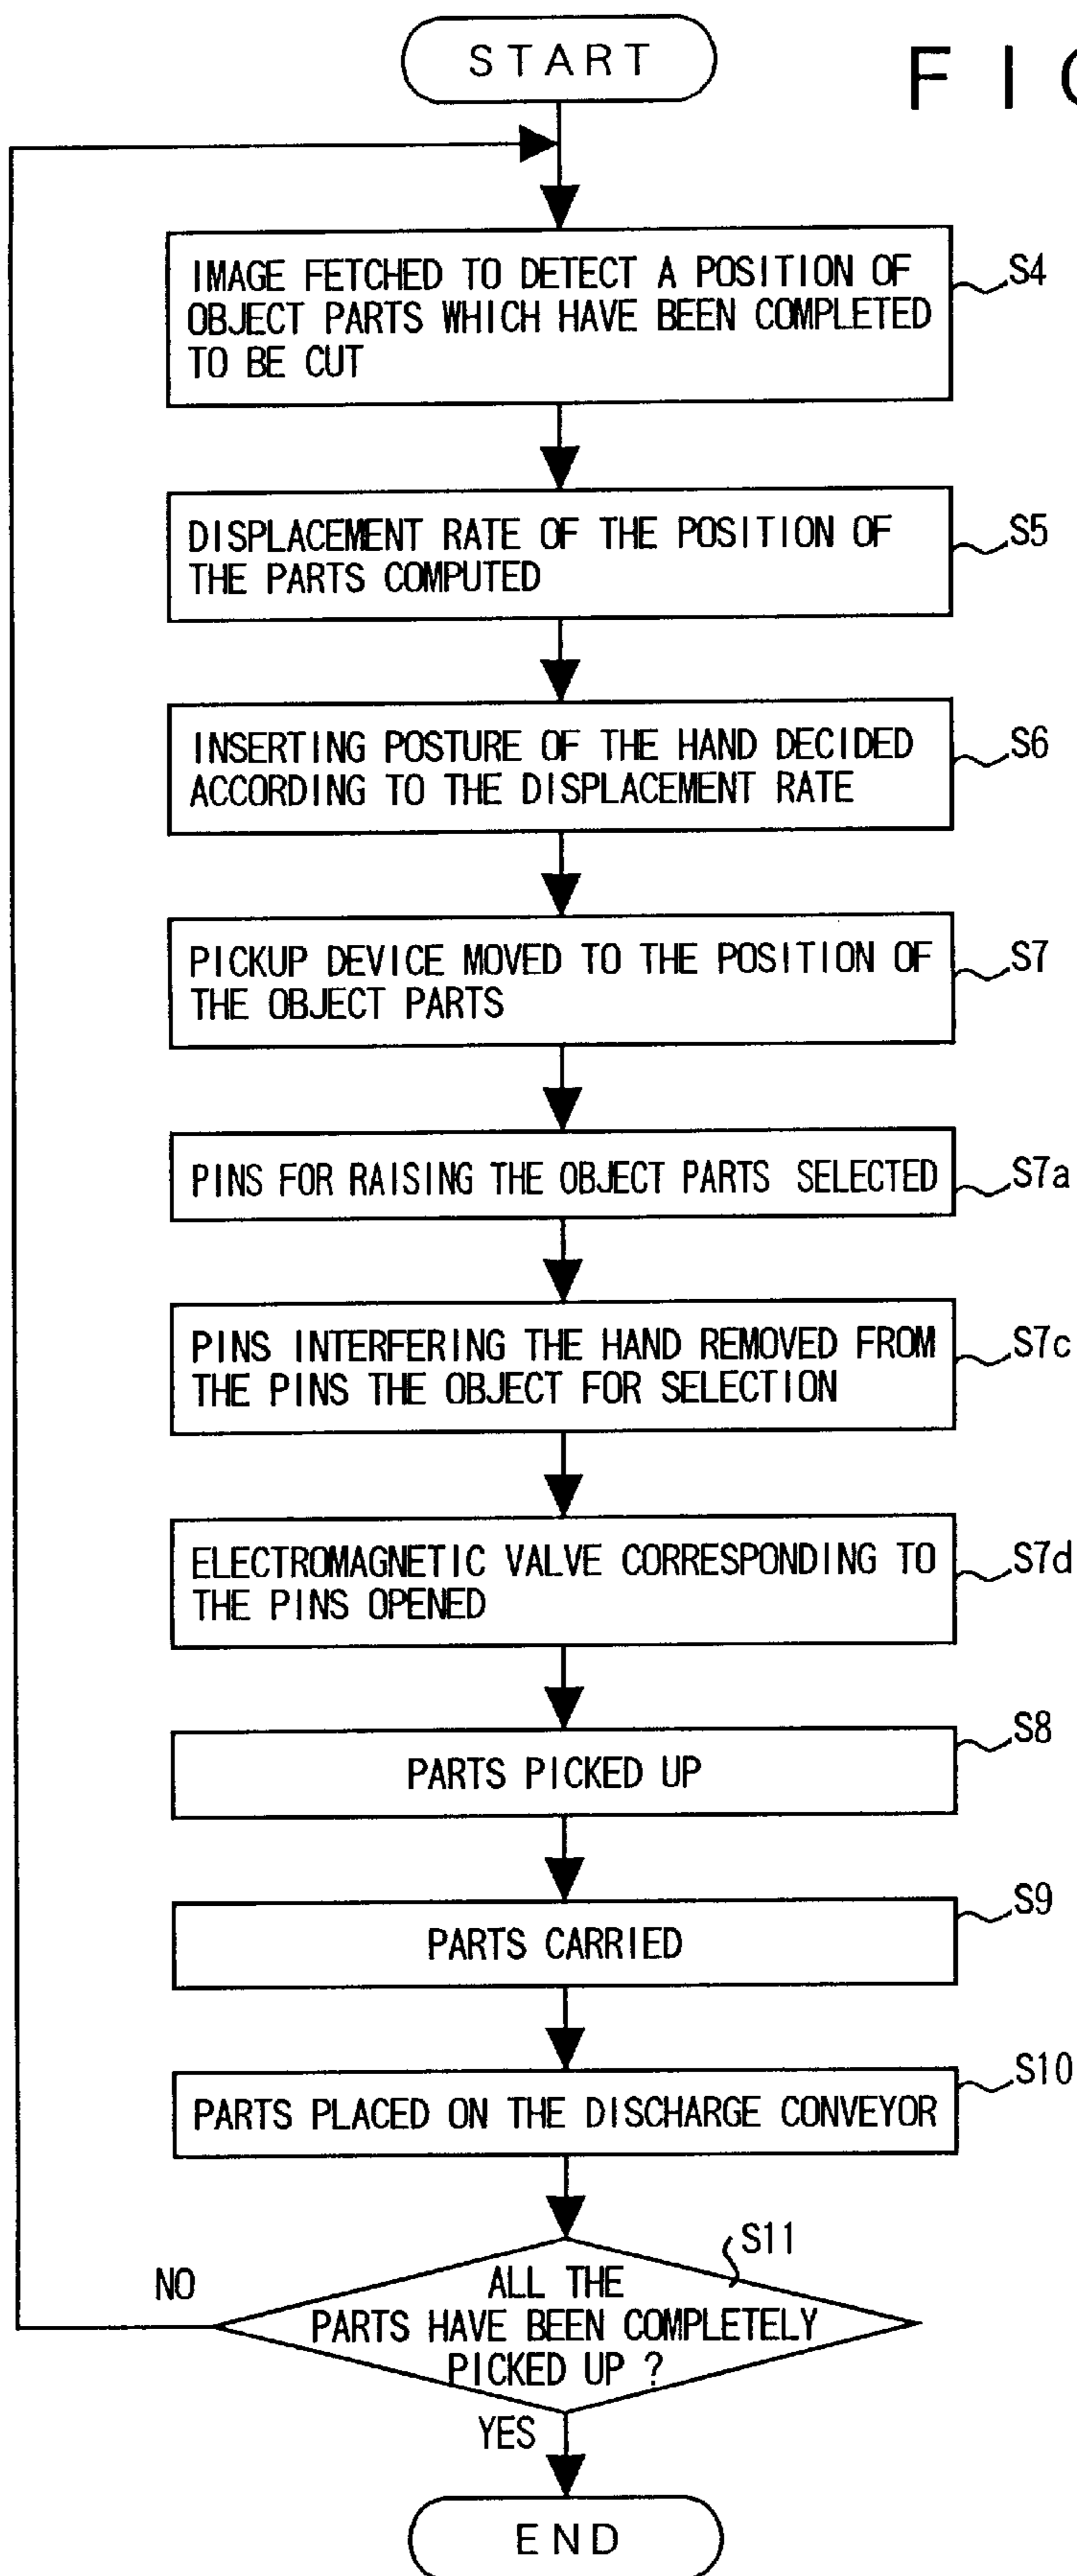 START
FIG
IMAGE FETCHED TO DETECT A POSITION OF
OBJECT PARTS WHICH HAVE BEEN COMPLETED
TO BE CUT
S4
DISPLACEMENT RATE OF THE POSITION OF
THE PARTS COMPUTED
S5
INSERTING POSTURE OF THE HAND DECIDED
ACCORDING TO THE DISPLACEMENT RATE
S6
PICKUP DEVICE MOVED TO THE POSITION OF
THE OBJECT PARTS
S7
PINS FOR RAISING THE OBJECT PARTS SELECTED
S7a
PINS INTERFERING THE HAND REMOVED FROM
THE PINS THE OBJECT FOR SELECTION
S7c
ELECTROMAGNETIC VALVE CORRESPONDING TO
THE PINS OPENED
S7d
PARTS PICKED UP
S8
PARTS CARRIED
S9
PARTS PLACED ON THE DISCHARGE CONVEYOR
S10
S11
ALL THE
PARTS HAVE BEEN COMPLETELY
PICKED UP ?
NO
YES
END